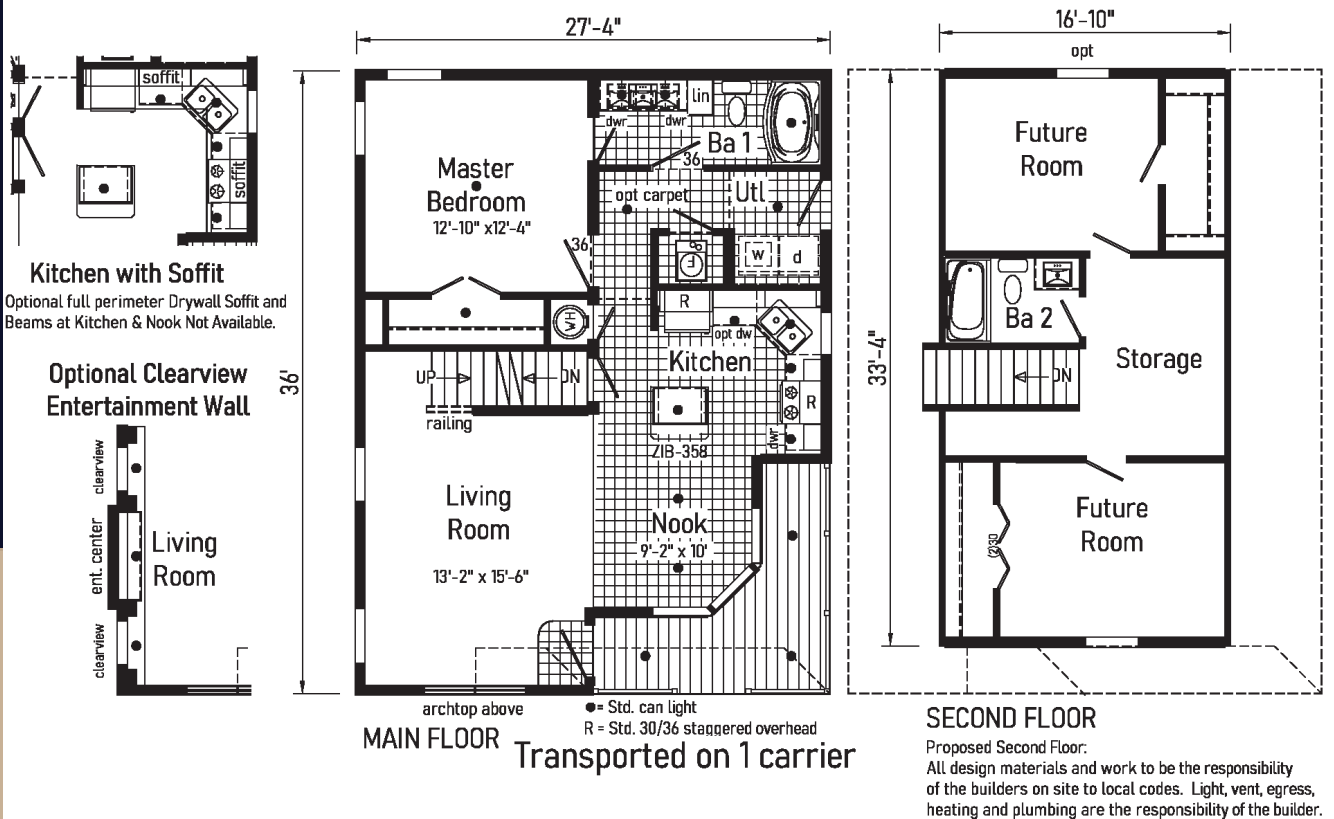 soffit
soffit
Kitchen with Soffit
Optional full perimeter Drywall Soffit and
Beams at Kitchen & Nook Not Available.
Optional Clearview
Entertainment Wall
clearview
ent. center
clearview
Living
Room
27'-4"
36'
Master
Bedroom
12'-10" x12'-4"
lin
dwr
dwr
Ba 1
36
opt carpet
Utl
36
F
W
d
WH
R
opt dw
Kitchen
R
UP
DN
railing
dwr
ZIB-358
Living
Room
13'-2" x 15'-6"
Nook
9'-2" x 10'
archtop above
= Std. can light
R = Std. 30/36 staggered overhead
MAIN FLOOR
Transported on 1 carrier
16'-10"
opt
33'-4"
Future
Room
Ba 2
Storage
DN
Future
Room
(2)30
SECOND FLOOR
Proposed Second Floor:
All design materials and work to be the responsibility
of the builders on site to local codes. Light, vent, egress,
heating and plumbing are the responsibility of the builder.